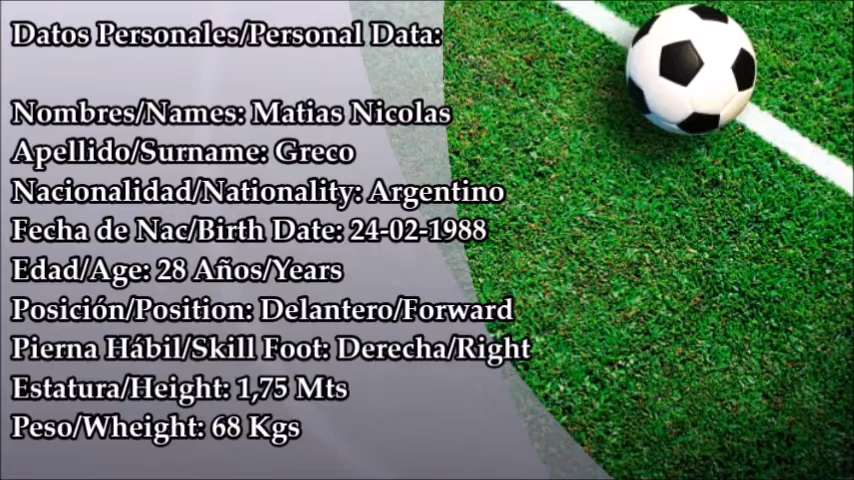 Datos Personales/Personal Data:
Nombres/Names: Matias Nicolas
Apellido/Surname: Greco
Nacionalidad/Nationality: Argentino
Fecha de Nac/Birth Date: 24-02-1988
Edad/Age: 28 Años/Years
Posición/Position: Delantero/Forward
Pierna Hábil/Skill Foot: Derecha/Right
Estatura/Height: 1,75 Mts
Peso/Wheight: 68 Kgs